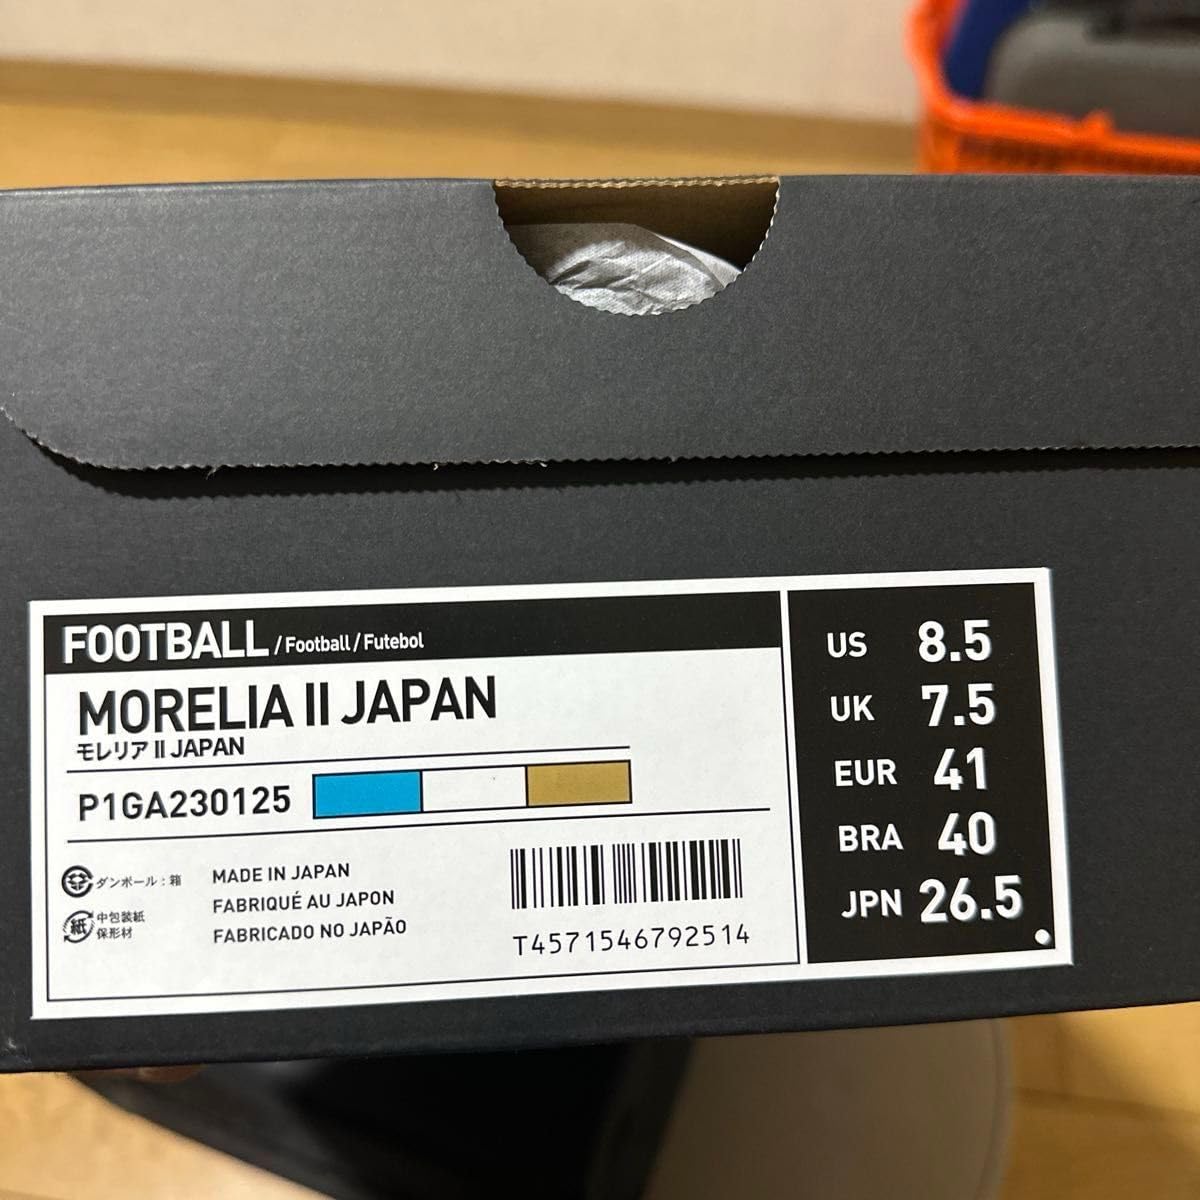 FOOTBALL / Football / Futebol
MORELIA II JAPAN
モレリア II JAPAN
P1GA230125
ダンボール : 箱
紙
中包装紙
保形材
MADE IN JAPAN
FABRIQUÉ AU JAPON
FABRICADO NO JAPÃO
T4571546792514
US 8.5
UK 7.5
EUR 41
BRA 40
JPN 26.5